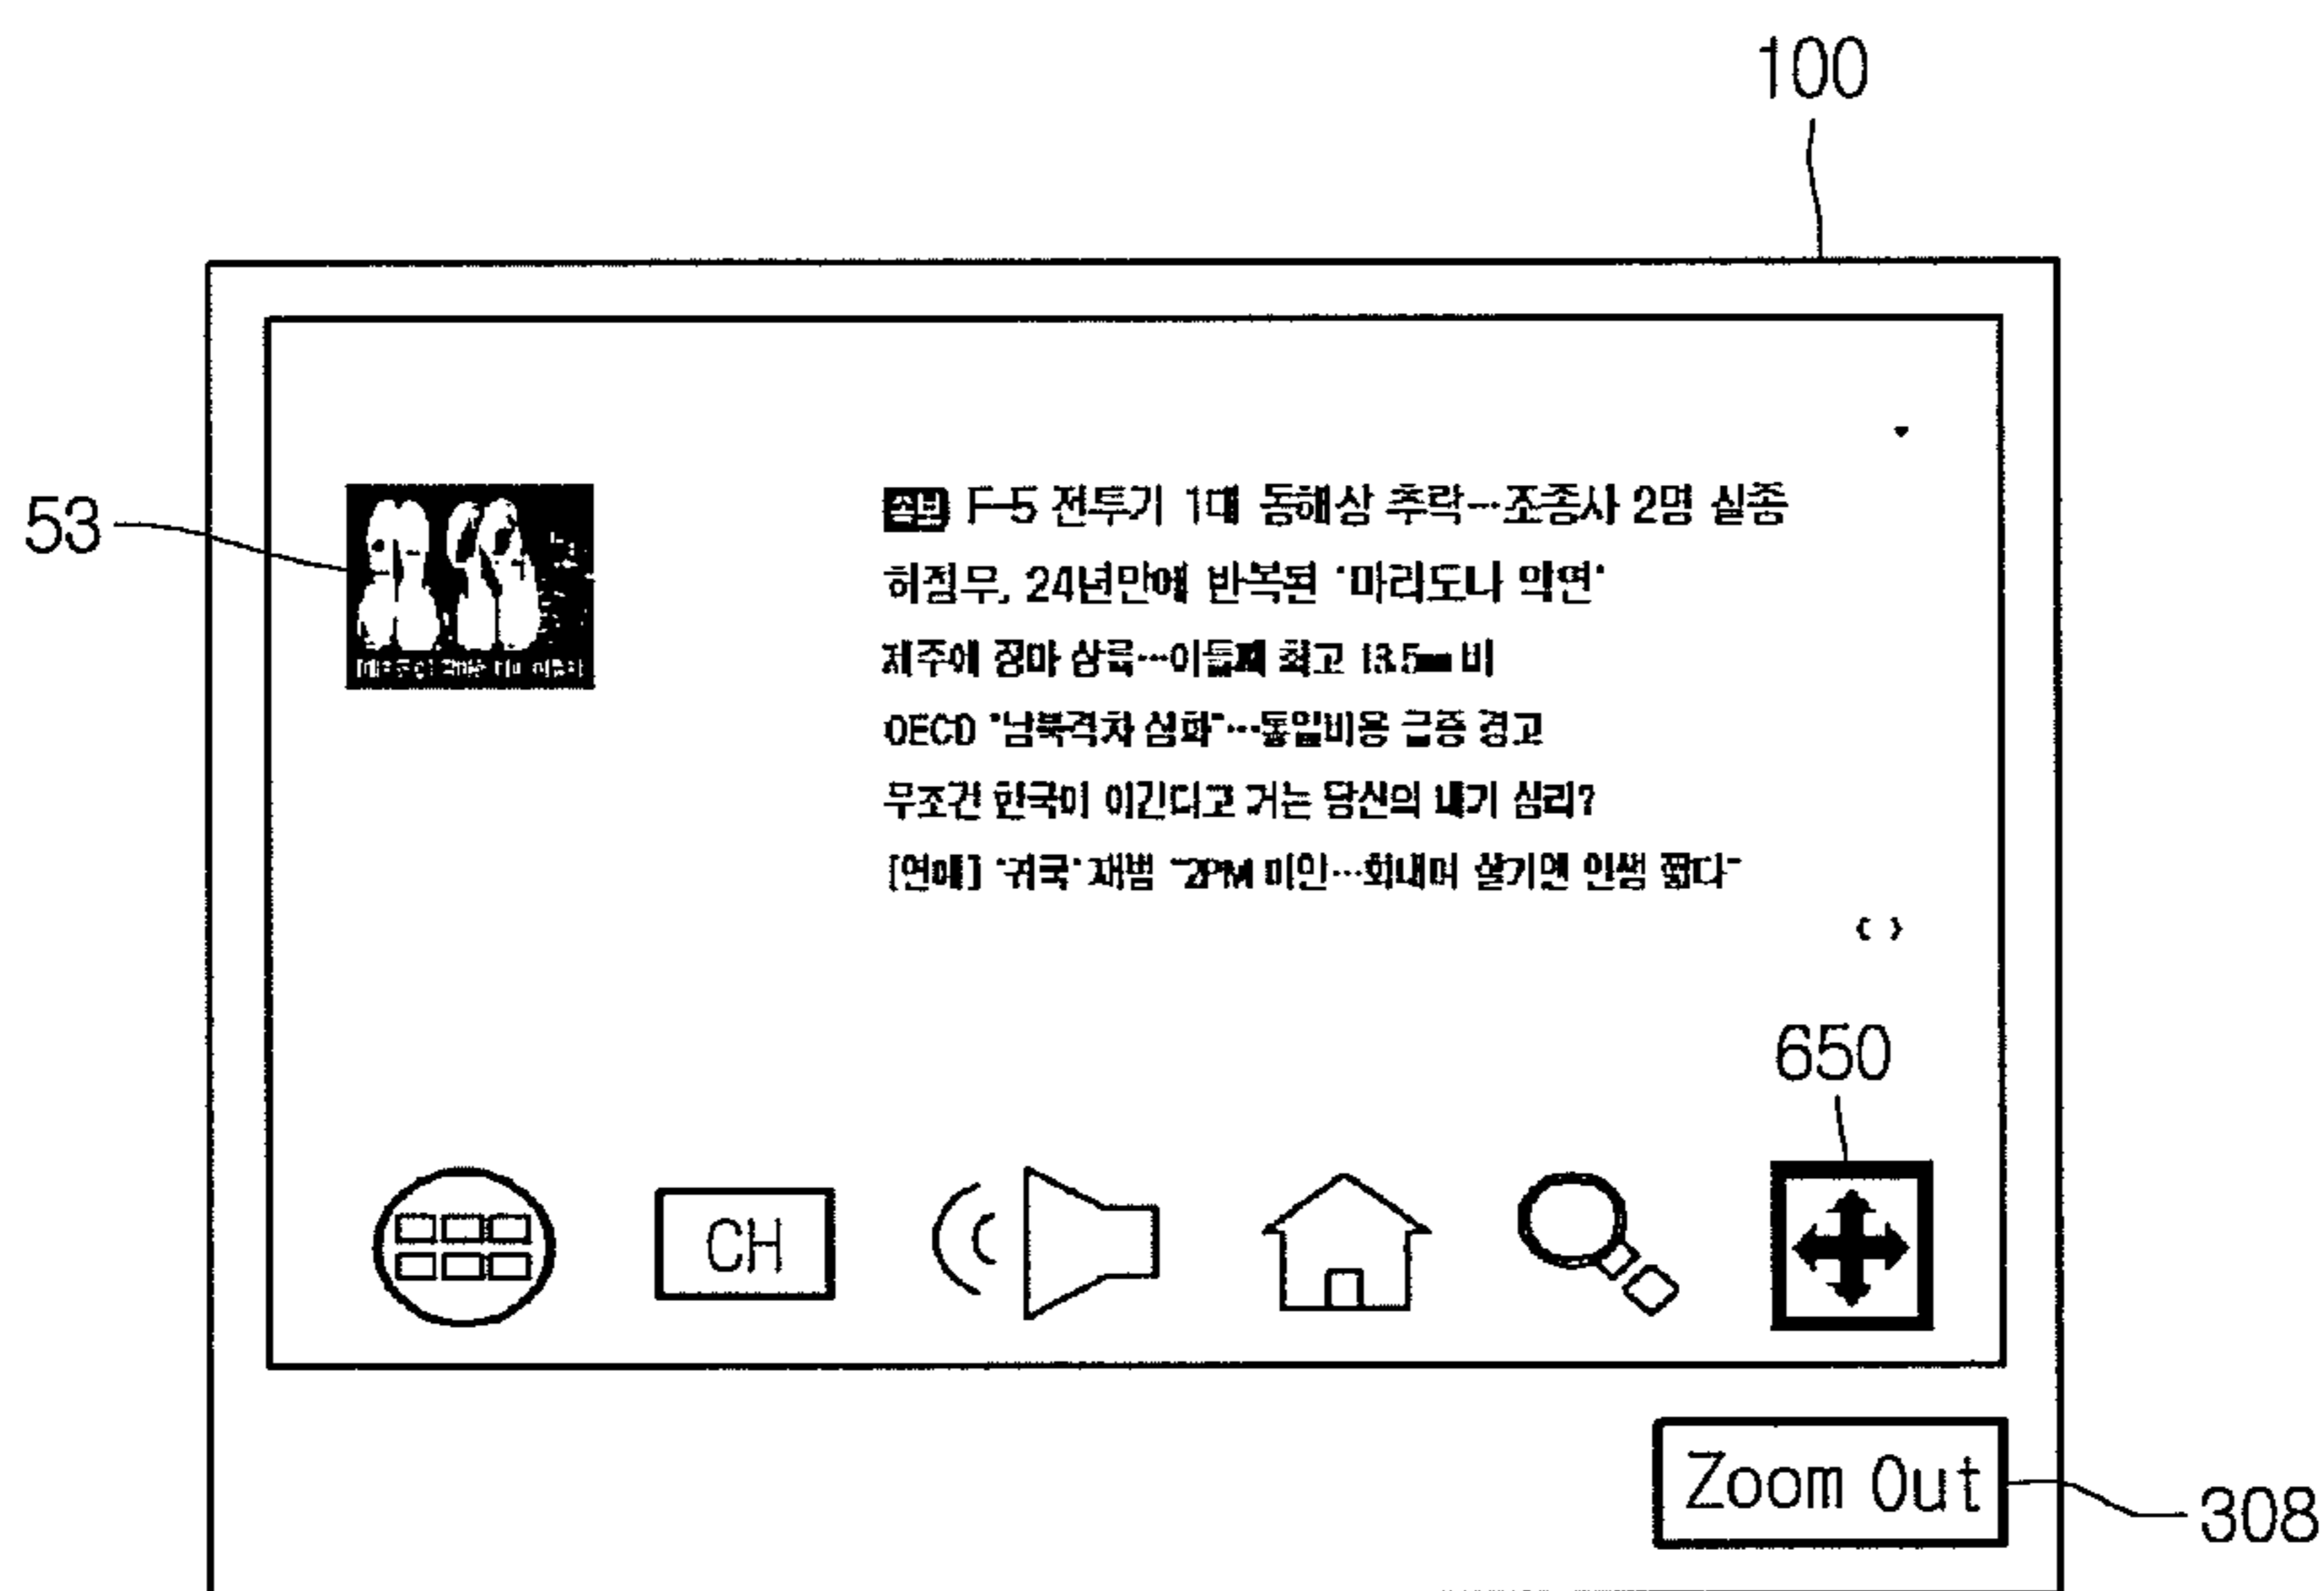 100
53
속보 F-5 전투기 1대 동해상 추락…조종사 2명 실종
허정무, 24년만에 반복된 '마라도나 악연'
제주에 장마 상륙…이틀째 최고 13.5㎜ 비
OECD "남북격차 심화"…통일비용 급증 경고
무조건 한국이 이긴다고 거는 당신의 내기 심리?
[연예] '귀국' 재범 "2PM 미안…화내며 살기엔 인생 짧다"
650
CH
Zoom Out
308